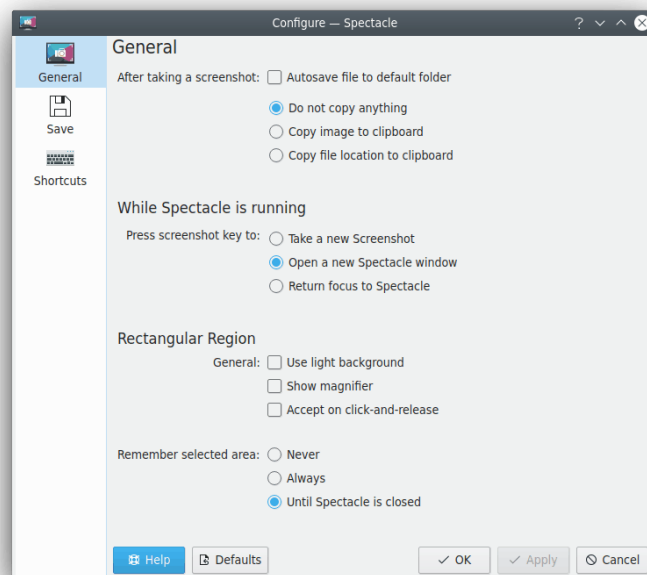 Configure — Spectacle
General
General
After taking a screenshot: Autosave file to default folder
Do not copy anything
Copy image to clipboard
Copy file location to clipboard
Save
Shortcuts
While Spectacle is running
Press screenshot key to: Take a new Screenshot
Open a new Spectacle window
Return focus to Spectacle
Rectangular Region
General: Use light background
Show magnifier
Accept on click-and-release
Remember selected area: Never
Always
Until Spectacle is closed
Help Defaults OK Apply Cancel